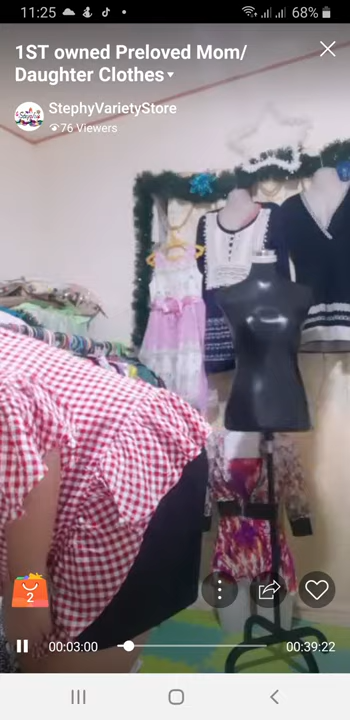 11:25
68%
1ST owned Preloved Mom/
Daughter Clothes
StephyVarietyStore
76 Viewers
2
00:03:00
00:39:22